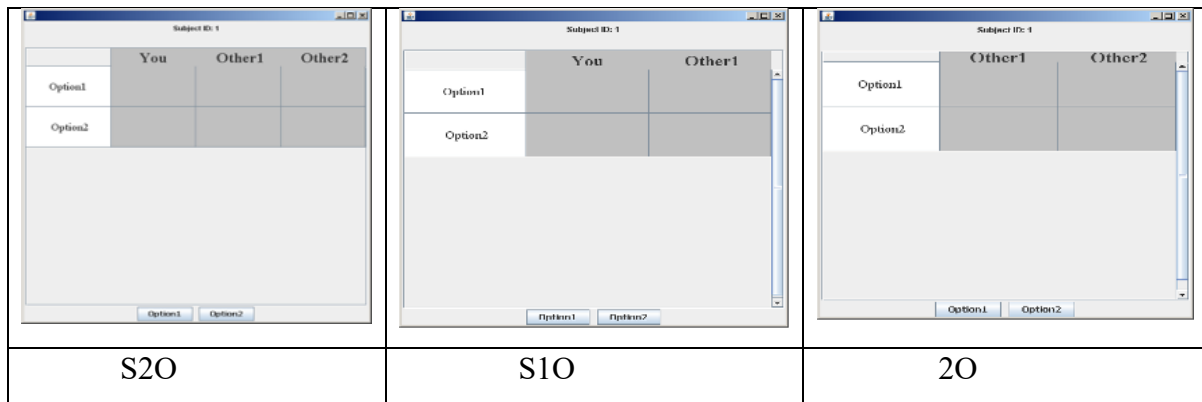 Subject ID: 1
You Other1 Other2
Option1
Option2
Option1 Option2
S2O
Subject ID: 1
You Other1
Option1
Option2
Option1 Option2
S1O
Subject ID: 1
Other1 Other2
Option1
Option2
Option1 Option2
2O